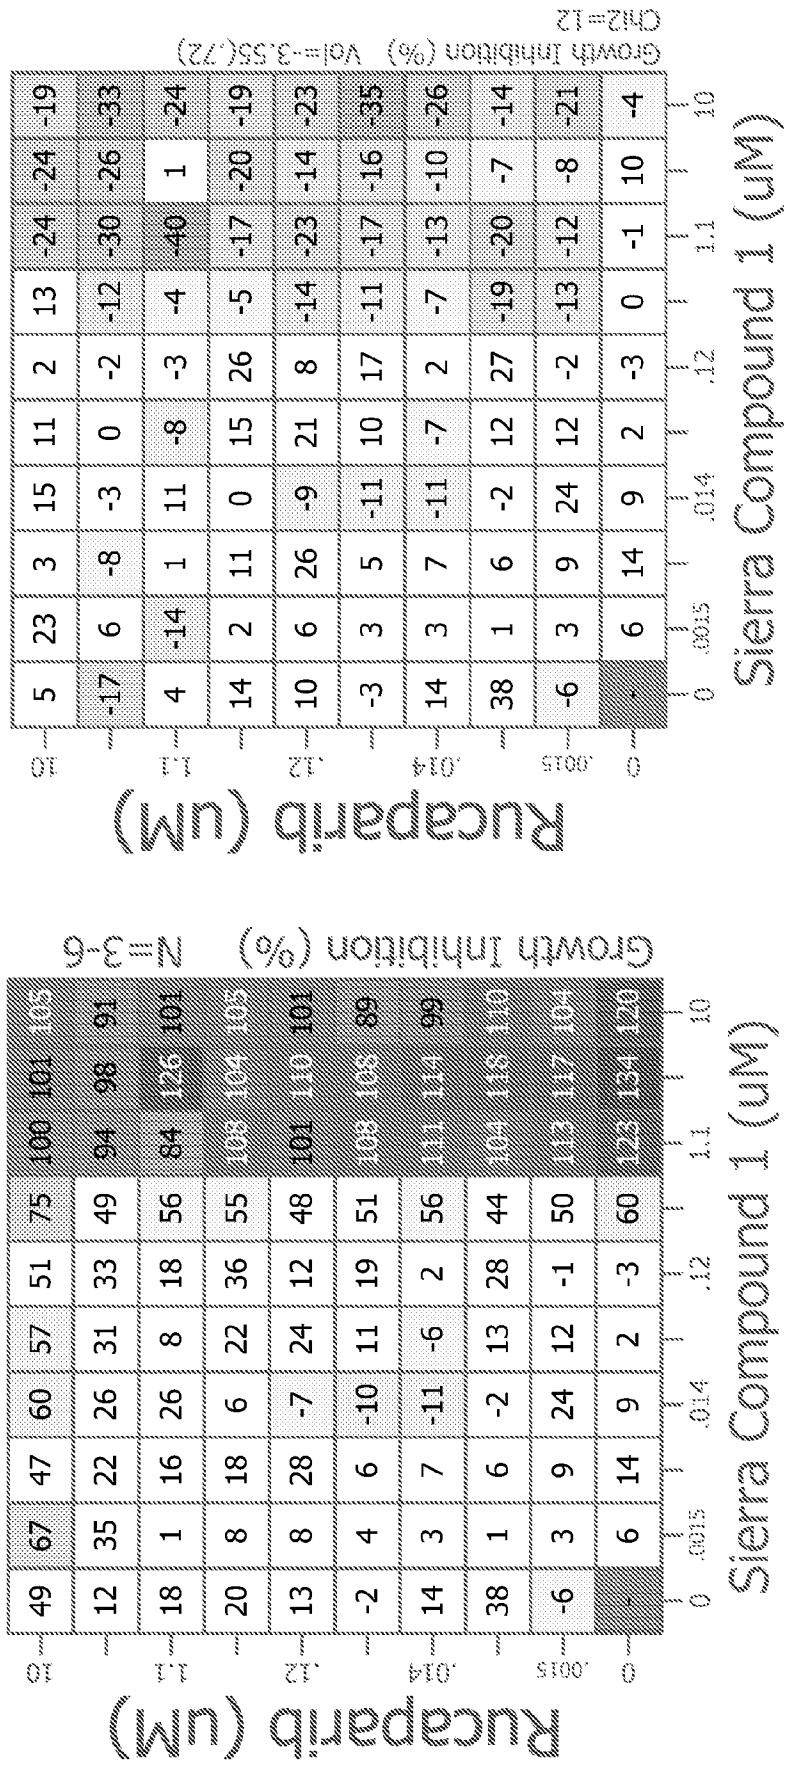 Rucaparib (uM)
10 49 67 47 60 57 51 75 100 101 105
12 35 22 26 31 33 49 94 98 91
1.1 18 1 16 26 8 18 56 84 126 101
20 8 18 6 22 36 55 108 104 105
.12 13 8 28 -7 24 12 48 101 110 101
-2 4 6 -10 11 19 51 108 108 89
.014 14 3 7 -11 -6 2 56 111 114 99
38 1 6 -2 13 28 44 104 118 110
.0015 -6 3 9 24 12 -1 50 113 117 104
0 - 6 14 9 2 -3 60 123 134 120
0 .0015 .014 .12 1.1 10
Sierra Compound 1 (uM)
Growth Inhibition (%) N=3-6
Rucaparib (uM)
10 5 23 3 15 11 2 13 -24 -24 -19
-17 6 -8 -3 0 -2 -12 -30 -26 -33
1.1 4 -14 1 11 -8 -3 -4 -40 1 -24
14 2 11 0 15 26 -5 -17 -20 -19
.12 10 6 26 -9 21 8 -14 -23 -14 -23
-3 3 5 -11 10 17 -11 -17 -16 -35
.014 14 3 7 -11 -7 2 -7 -13 -10 -26
38 1 6 -2 12 27 -19 -20 -7 -14
.0015 -6 3 9 24 12 -2 -13 -12 -8 -21
0 - 6 14 9 2 -3 0 -1 10 -4
0 .0015 .014 .12 1.1 10
Sierra Compound 1 (uM)
Growth Inhibition (%) Vol=-3.55(.72)
Chi2=12